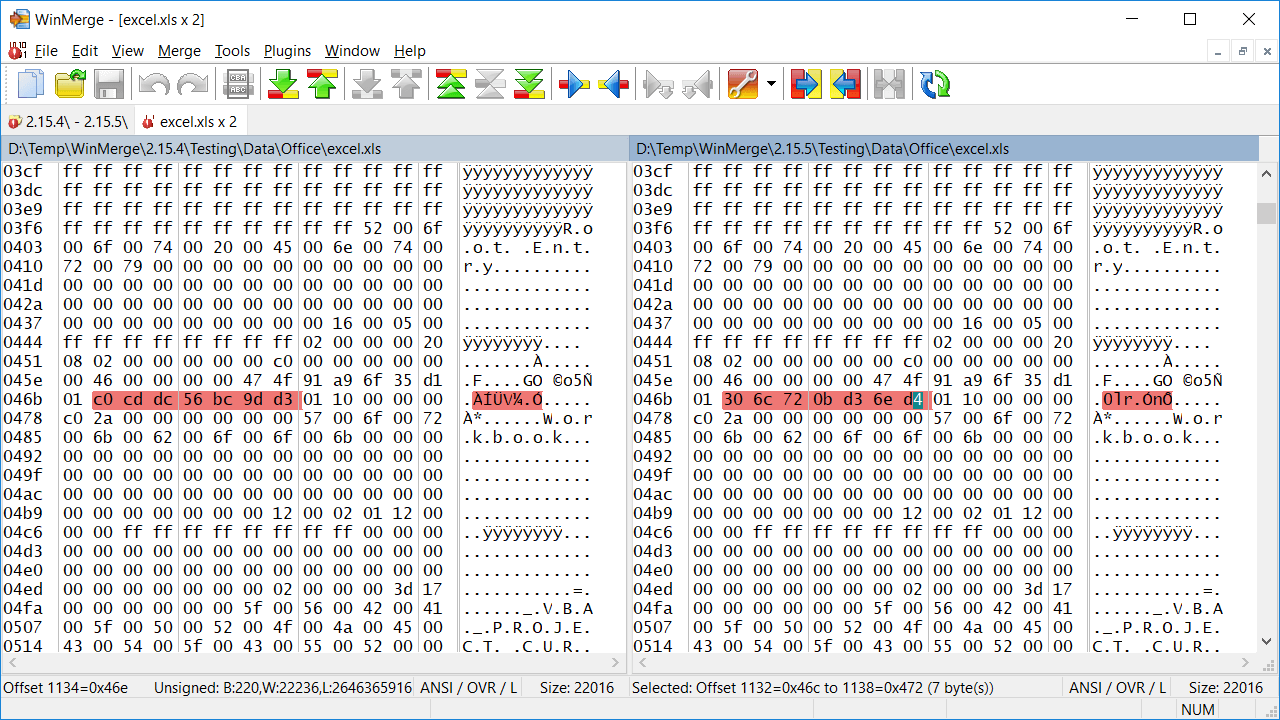 WinMerge - [excel.xls x 2]
File Edit View Merge Tools Plugins Window Help
CBA
ABC
2.15.4\ - 2.15.5\ excel.xls x 2
D:\Temp\WinMerge\2.15.4\Testing\Data\Office\excel.xls D:\Temp\WinMerge\2.15.5\Testing\Data\Office\excel.xls
03cf ff ff ff ff ff ff ff ff ff ff ff ff ff ÿÿÿÿÿÿÿÿÿÿÿÿÿ 03cf ff ff ff ff ff ff ff ff ff ff ff ff ff ÿÿÿÿÿÿÿÿÿÿÿÿÿ
03dc ff ff ff ff ff ff ff ff ff ff ff ff ff ÿÿÿÿÿÿÿÿÿÿÿÿÿ 03dc ff ff ff ff ff ff ff ff ff ff ff ff ff ÿÿÿÿÿÿÿÿÿÿÿÿÿ
03e9 ff ff ff ff ff ff ff ff ff ff ff ff ff ÿÿÿÿÿÿÿÿÿÿÿÿÿ 03e9 ff ff ff ff ff ff ff ff ff ff ff ff ff ÿÿÿÿÿÿÿÿÿÿÿÿÿ
03f6 ff ff ff ff ff ff ff ff ff ff 52 00 6f ÿÿÿÿÿÿÿÿÿÿR.o 03f6 ff ff ff ff ff ff ff ff ff ff 52 00 6f ÿÿÿÿÿÿÿÿÿÿR.o
0403 00 6f 00 74 00 20 00 45 00 6e 00 74 00 .o.t. .E.n.t. 0403 00 6f 00 74 00 20 00 45 00 6e 00 74 00 .o.t. .E.n.t.
0410 72 00 79 00 00 00 00 00 00 00 00 00 00 r.y.......... 0410 72 00 79 00 00 00 00 00 00 00 00 00 00 r.y..........
041d 00 00 00 00 00 00 00 00 00 00 00 00 00 ............. 041d 00 00 00 00 00 00 00 00 00 00 00 00 00 .............
042a 00 00 00 00 00 00 00 00 00 00 00 00 00 ............. 042a 00 00 00 00 00 00 00 00 00 00 00 00 00 .............
0437 00 00 00 00 00 00 00 00 00 16 00 05 00 ............. 0437 00 00 00 00 00 00 00 00 00 16 00 05 00 .............
0444 ff ff ff ff ff ff ff ff 02 00 00 00 20 ÿÿÿÿÿÿÿÿ.... 0444 ff ff ff ff ff ff ff ff 02 00 00 00 20 ÿÿÿÿÿÿÿÿ....
0451 08 02 00 00 00 00 00 c0 00 00 00 00 00 .......À..... 0451 08 02 00 00 00 00 00 c0 00 00 00 00 00 .......À.....
045e 00 46 00 00 00 00 47 4f 91 a9 6f 35 d1 .F....GO ©o5Ñ 045e 00 46 00 00 00 00 47 4f 91 a9 6f 35 d1 .F....GO ©o5Ñ
046b 01 c0 cd dc 56 bc 9d d3 01 10 00 00 00 .ÀÍÜV¼.Ó..... 046b 01 30 6c 72 0b d3 6e d4 01 10 00 00 00 .0lr.ÓnÔ.....
0478 c0 2a 00 00 00 00 00 00 57 00 6f 00 72 À*......W.o.r 0478 c0 2a 00 00 00 00 00 00 57 00 6f 00 72 À*......W.o.r
0485 00 6b 00 62 00 6f 00 6f 00 6b 00 00 00 .k.b.o.o.k... 0485 00 6b 00 62 00 6f 00 6f 00 6b 00 00 00 .k.b.o.o.k...
0492 00 00 00 00 00 00 00 00 00 00 00 00 00 ............. 0492 00 00 00 00 00 00 00 00 00 00 00 00 00 .............
049f 00 00 00 00 00 00 00 00 00 00 00 00 00 ............. 049f 00 00 00 00 00 00 00 00 00 00 00 00 00 .............
04ac 00 00 00 00 00 00 00 00 00 00 00 00 00 ............. 04ac 00 00 00 00 00 00 00 00 00 00 00 00 00 .............
04b9 00 00 00 00 00 00 00 12 00 02 01 12 00 ............. 04b9 00 00 00 00 00 00 00 12 00 02 01 12 00 .............
04c6 00 00 ff ff ff ff ff ff ff ff 00 00 00 ..ÿÿÿÿÿÿÿÿ... 04c6 00 00 ff ff ff ff ff ff ff ff 00 00 00 ..ÿÿÿÿÿÿÿÿ...
04d3 00 00 00 00 00 00 00 00 00 00 00 00 00 ............. 04d3 00 00 00 00 00 00 00 00 00 00 00 00 00 .............
04e0 00 00 00 00 00 00 00 00 00 00 00 00 00 ............. 04e0 00 00 00 00 00 00 00 00 00 00 00 00 00 .............
04ed 00 00 00 00 00 00 00 02 00 00 00 3d 17 ...........=. 04ed 00 00 00 00 00 00 00 02 00 00 00 3d 17 ...........=.
04fa 00 00 00 00 00 00 5f 00 56 00 42 00 41 ......_.V.B.A 04fa 00 00 00 00 00 00 5f 00 56 00 42 00 41 ......_.V.B.A
0507 00 5f 00 50 00 52 00 4f 00 4a 00 45 00 ._.P.R.O.J.E. 0507 00 5f 00 50 00 52 00 4f 00 4a 00 45 00 ._.P.R.O.J.E.
0514 43 00 54 00 5f 00 43 00 55 00 52 00 00 C.T._.C.U.R.. 0514 43 00 54 00 5f 00 43 00 55 00 52 00 00 C.T._.C.U.R..
Offset 1134=0x46e Unsigned: B:220,W:22236,L:2646365916 ANSI / OVR / L Size: 22016 Selected: Offset 1132=0x46c to 1138=0x472 (7 byte(s)) ANSI / OVR / L Size: 22016
NUM